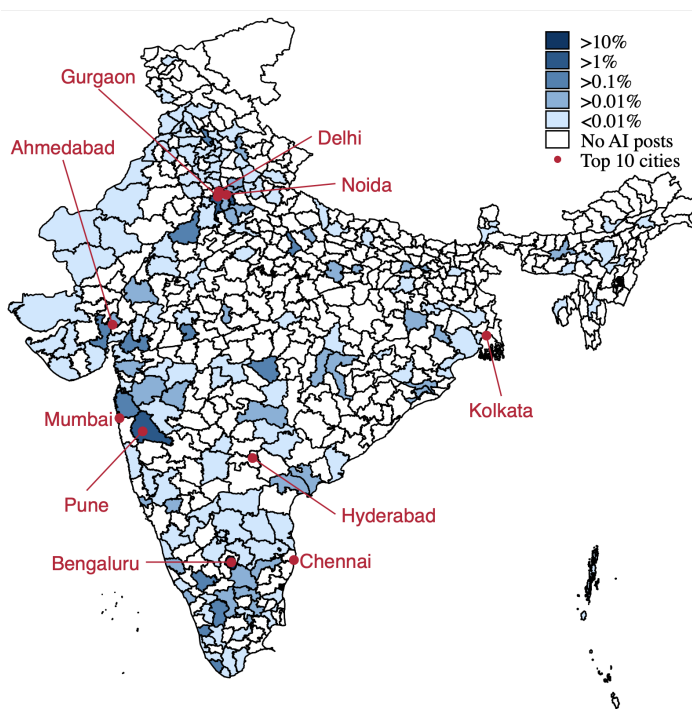 >10%
>1%
>0.1%
>0.01%
<0.01%
No AI posts
Top 10 cities
Gurgaon
Delhi
Ahmedabad
Noida
Kolkata
Mumbai
Pune
Hyderabad
Bengaluru
Chennai